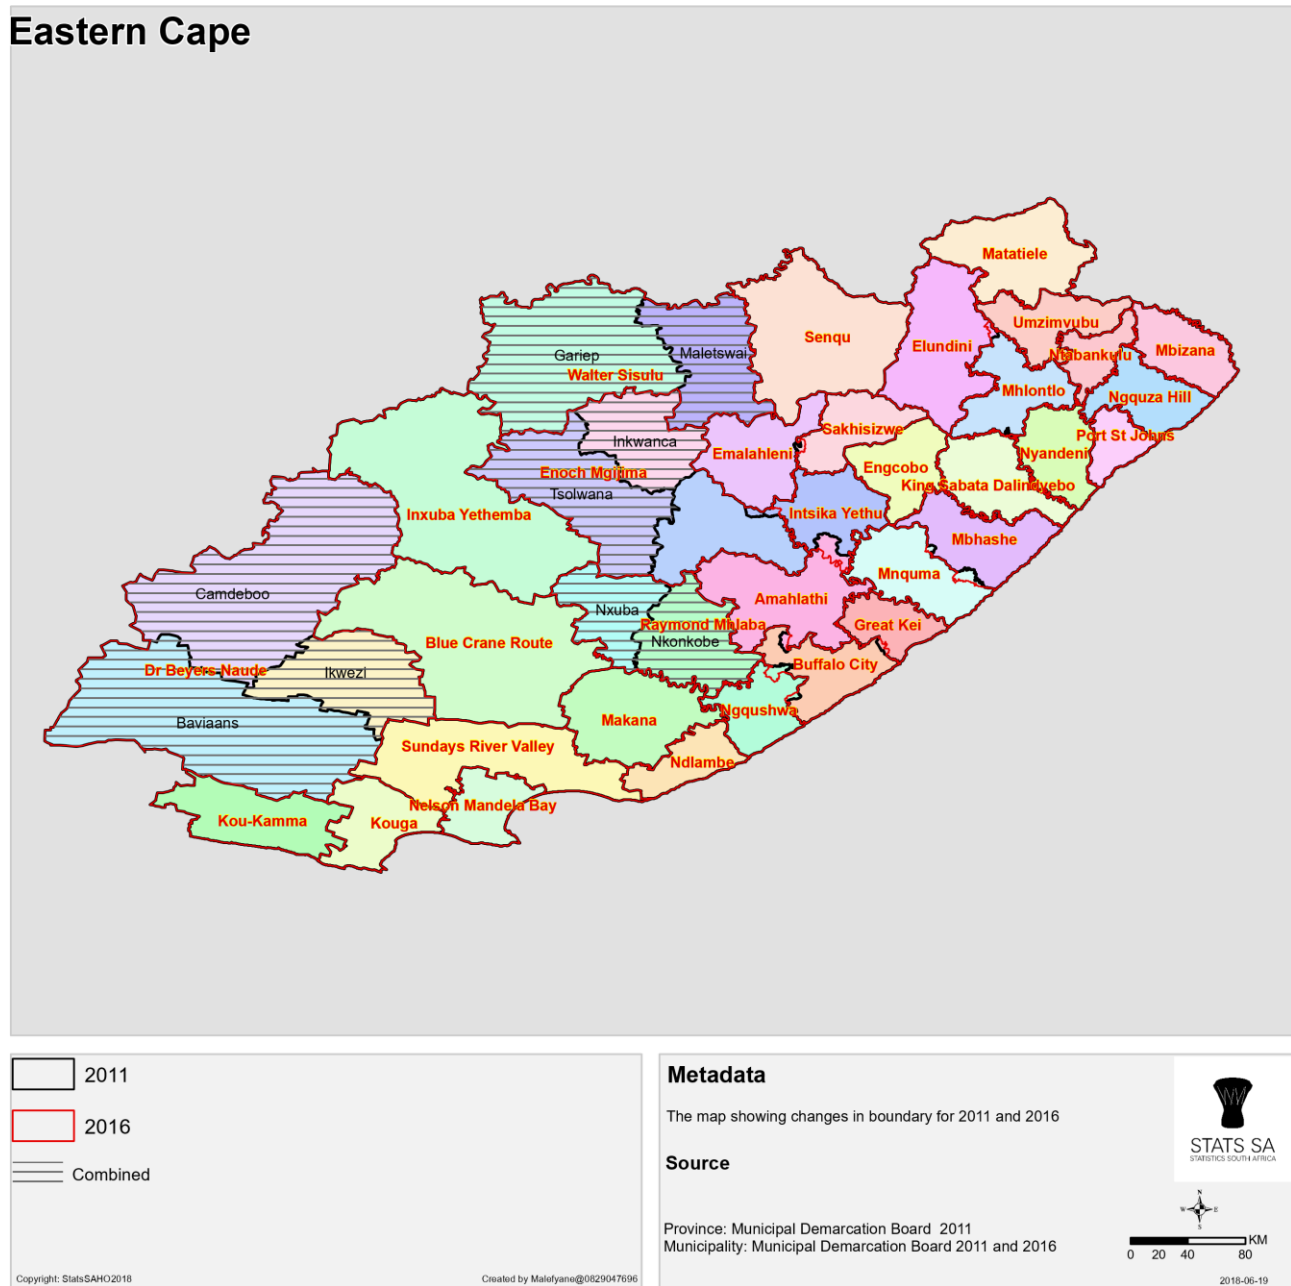 Eastern Cape
Matatiele
Umzimvubu
Senqu
Elundini
Ntabankulu
Mbizana
Gariep
Maletswai
Walter Sisulu
Mhlontlo
Ngquza Hill
Inkwanca
Sakhisizwe
Port St Johns
Emalahleni
Nyandeni
Enoch Mgijima
Engcobo
Tsolwana
King Sabata Dalindyebo
Inxuba Yethemba
Intsika Yethu
Mbhashe
Mnquma
Camdeboo
Amahlathi
Nxuba
Raymond Mhlaba
Great Kei
Blue Crane Route
Nkonkobe
Dr Beyers Naude
Ikwezi
Buffalo City
Baviaans
Makana
Ngqushwa
Sundays River Valley
Ndlambe
Nelson Mandela Bay
Kou-Kamma
Kouga
2011
2016
Combined
Copyright: StatsSAHO2018
Created by Malefyane@0829047696
Metadata
The map showing changes in boundary for 2011 and 2016
Source
Province: Municipal Demarcation Board 2011
Municipality: Municipal Demarcation Board 2011 and 2016
STATS SA
STATISTICS SOUTH AFRICA
N
W E
S
KM
0 20 40 80
2018-06-19